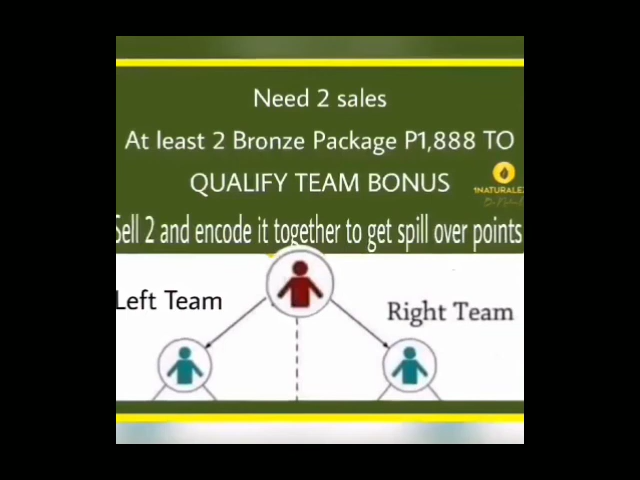 Need 2 sales
At least 2 Bronze Package P1,888 TO
QUALIFY TEAM BONUS
1NATURALE
Sell 2 and encode it together to get spill over points
Left Team
Right Team